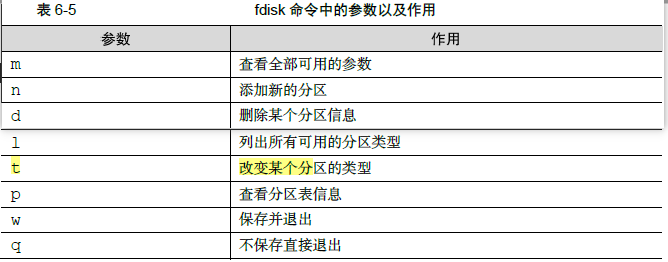 表 6-5 fdisk 命令中的参数以及作用
参数 作用
m 查看全部可用的参数
n 添加新的分区
d 删除某个分区信息
l 列出所有可用的分区类型
t 改变某个分区的类型
p 查看分区表信息
w 保存并退出
q 不保存直接退出